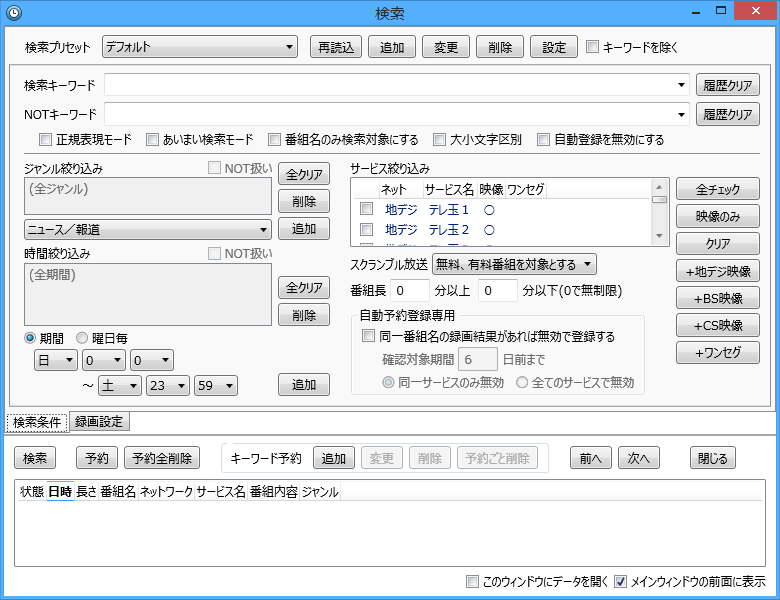 検索
検索プリセット デフォルト 再読込 追加 変更 削除 設定 キーワードを除く
検索キーワード 履歴クリア
NOTキーワード 履歴クリア
正規表現モード あいまい検索モード 番組名のみ検索対象にする 大小文字区別 自動登録を無効にする
ジャンル絞り込み NOT扱い 全クリア
(全ジャンル)
削除
ニュース／報道 追加
時間絞り込み NOT扱い
(全期間)
全クリア
削除
期間 曜日毎
日 0 0
～ 土 23 59 追加
サービス絞り込み
ネット サービス名 映像 ワンセグ
地デジ テレ玉１ ○
地デジ テレ玉２ ○
スクランブル放送 無料、有料番組を対象とする
番組長 0 分以上 0 分以下(0で無制限)
自動予約登録専用
同一番組名の録画結果があれば無効で登録する
確認対象期間 6 日前まで
同一サービスのみ無効 全てのサービスで無効
全チェック
映像のみ
クリア
+地デジ映像
+BS映像
+CS映像
+ワンセグ
検索条件 録画設定
検索 予約 予約全削除 キーワード予約 追加 変更 削除 予約ごと削除 前へ 次へ 閉じる
状態 日時 長さ 番組名 ネットワーク サービス名 番組内容 ジャンル
このウィンドウにデータを開く メインウィンドウの前面に表示